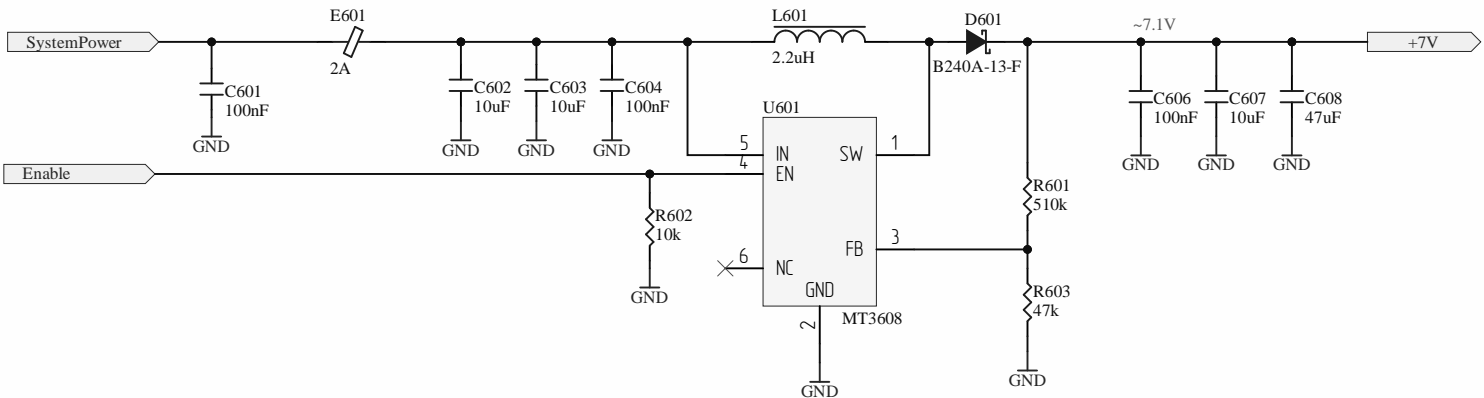 E601
L601
D601
~7.1V
SystemPower
+7V
2A
2.2uH
B240A-13-F
C601
100nF
C602
10uF
C603
10uF
C604
100nF
C606
100nF
C607
10uF
C608
47uF
U601
GND
GND
GND
GND
5
IN
SW
1
GND
GND
GND
Enable
4
EN
R601
510k
R602
10k
FB
3
6
NC
GND
GND
R603
47k
2
MT3608
GND
GND